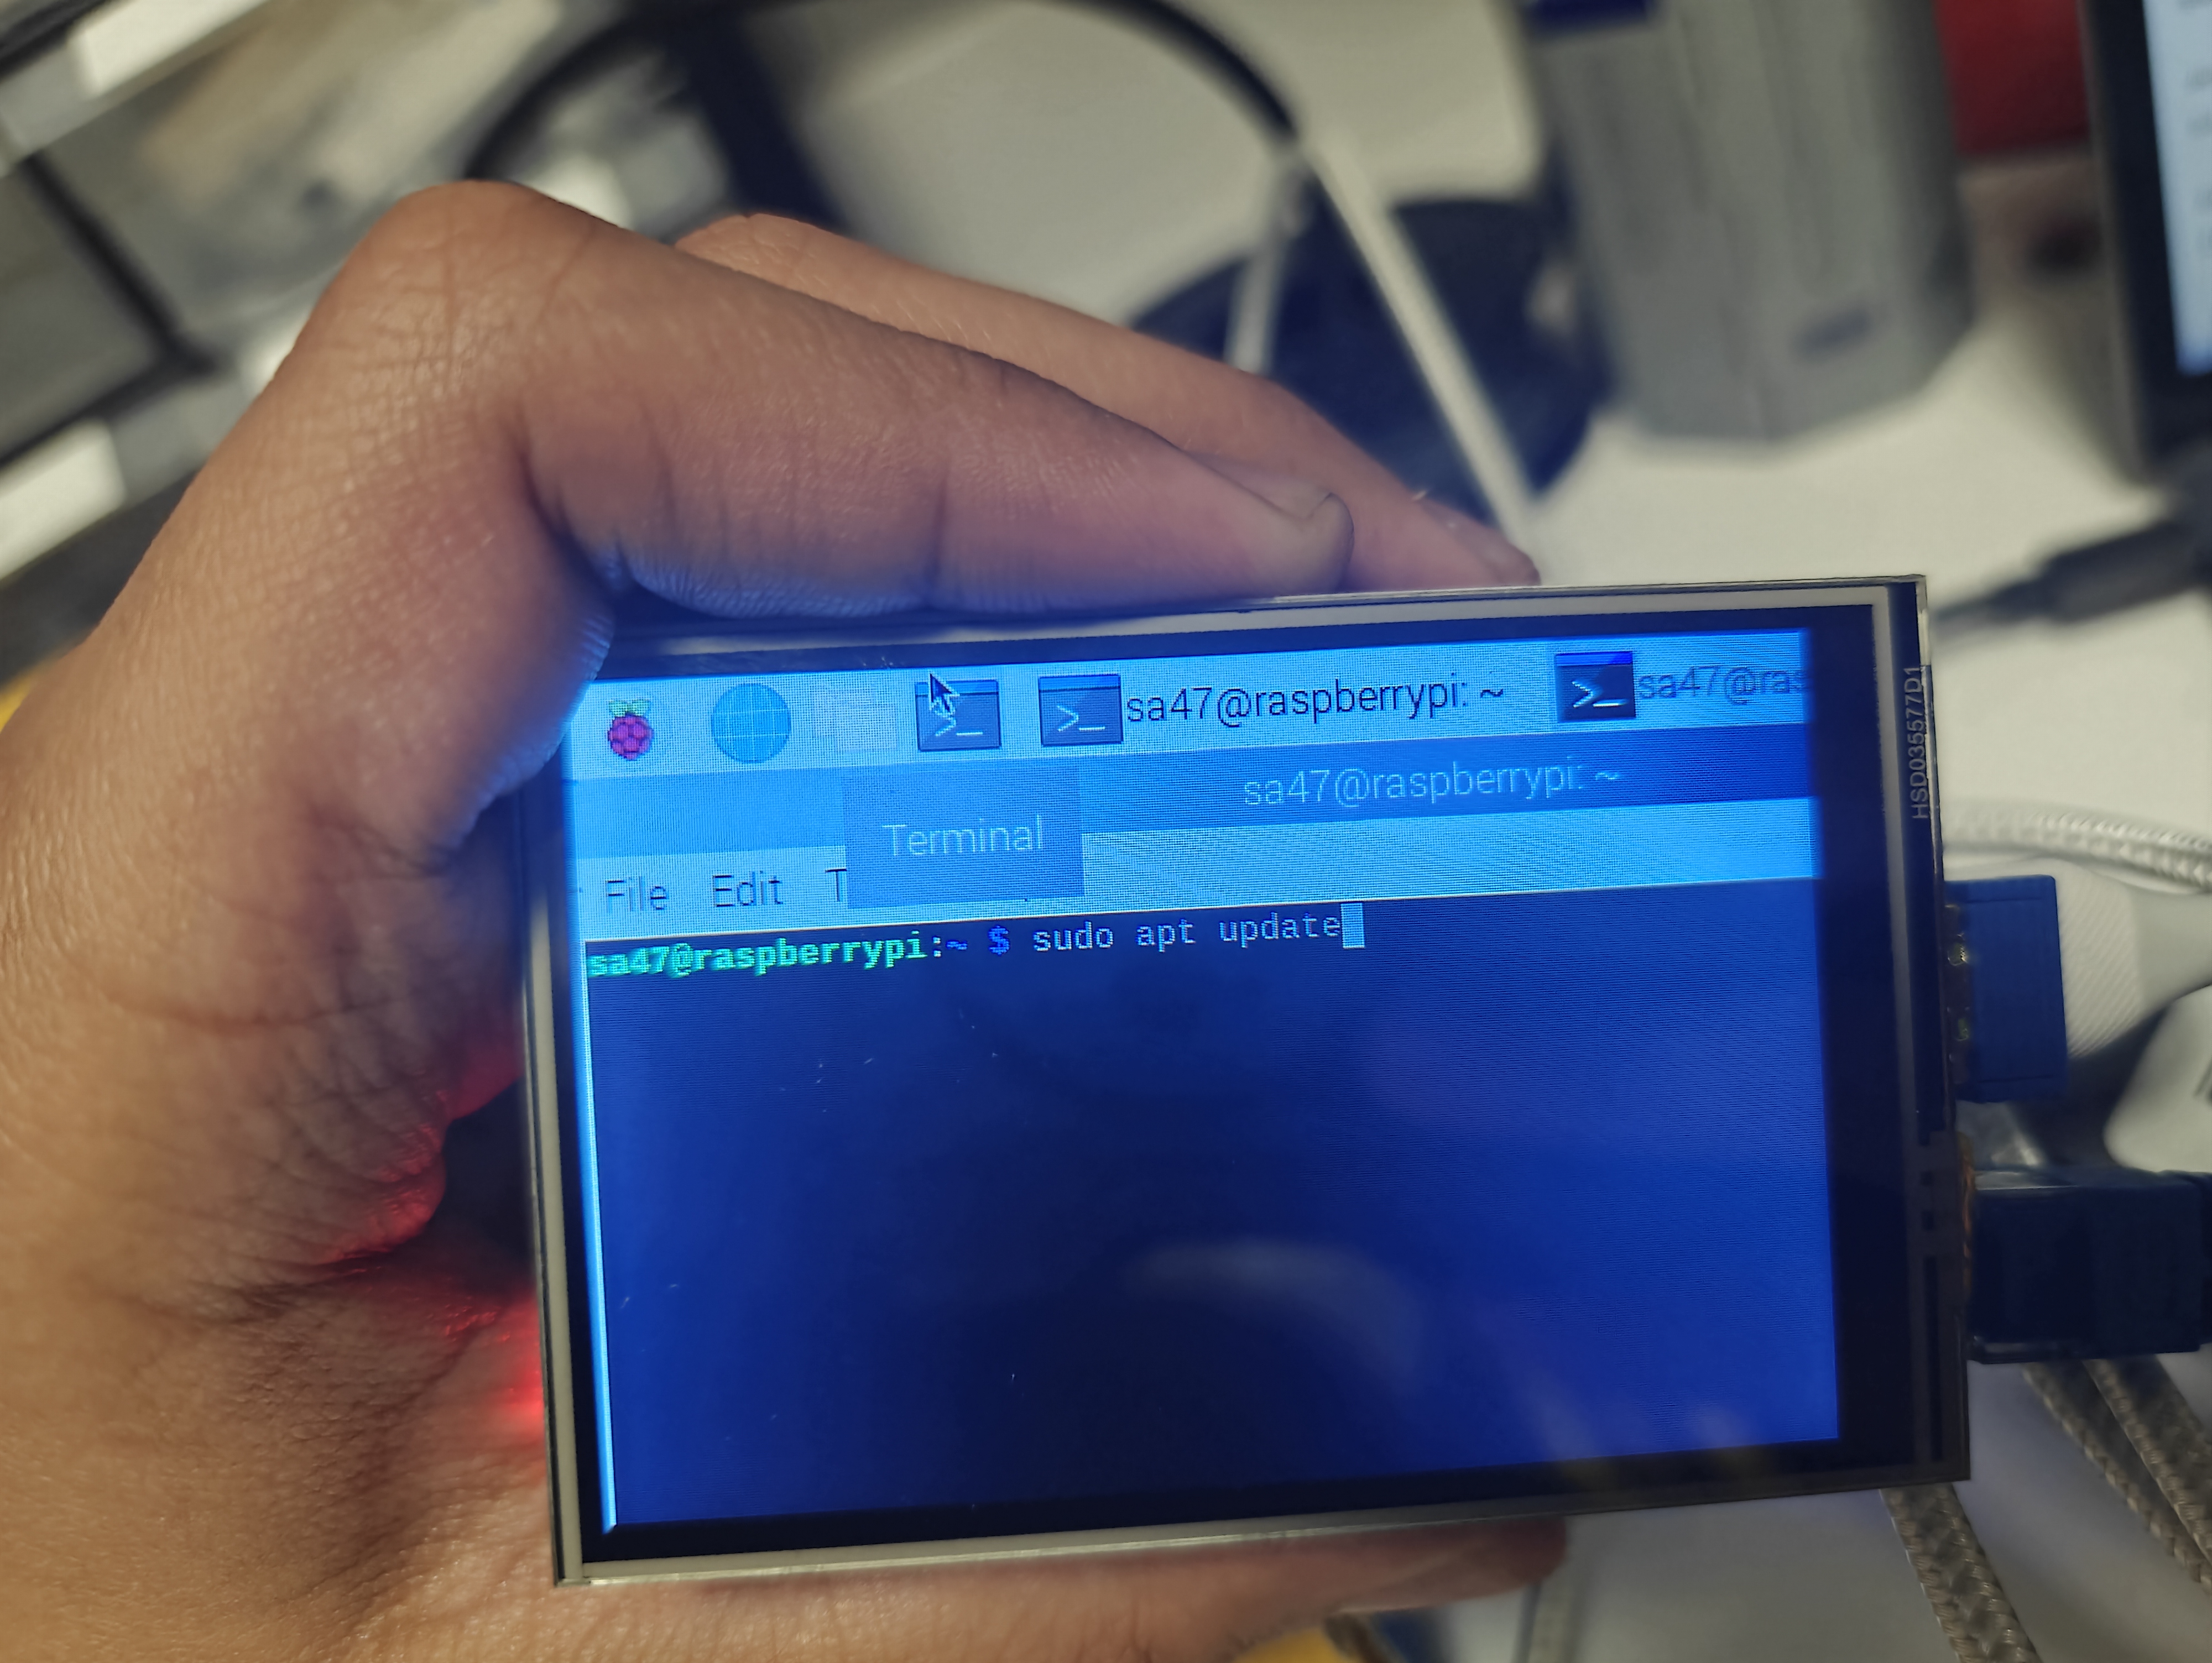 sa47@raspberrypi: ~ sa47@ras
sa47@raspberrypi: ~
Terminal
File Edit T
sa47@raspberrypi:~ $ sudo apt update
HSD035577D1